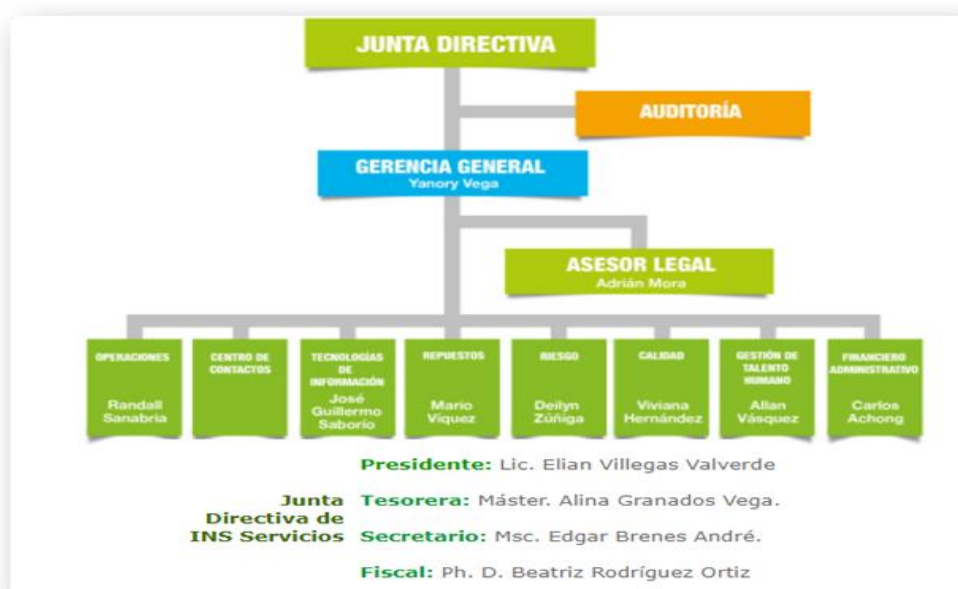 JUNTA DIRECTIVA
AUDITORÍA
GERENCIA GENERAL
Yanory Vega
ASESOR LEGAL
Adrián Mora
OPERACIONES
Randall
Sanabria
CENTRO DE
CONTACTOS
TECNOLOGÍAS
DE
INFORMACIÓN
José
Guillermo
Saborío
REPUESTOS
Mario
Víquez
RIESGO
Deilyn
Zúñiga
CALIDAD
Viviana
Hernández
GESTIÓN DE
TALENTO
HUMANO
Allan
Vásquez
FINANCIERO
ADMINISTRATIVO
Carlos
Achong
Junta
Directiva de
INS Servicios
Presidente: Lic. Elian Villegas Valverde
Tesorera: Máster. Alina Granados Vega.
Secretario: Msc. Edgar Brenes André.
Fiscal: Ph. D. Beatriz Rodríguez Ortiz